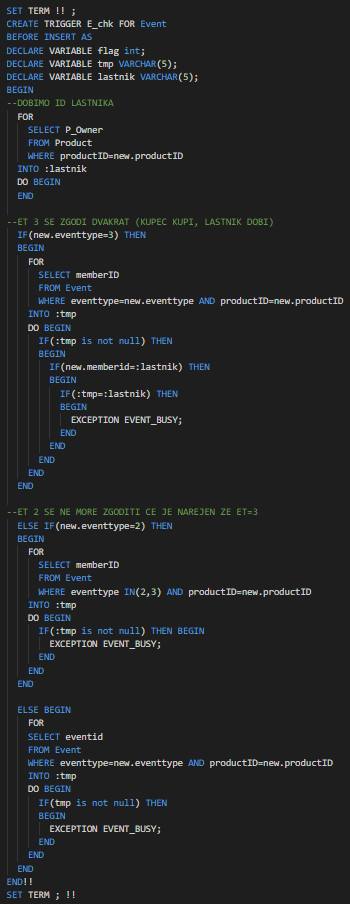 SET TERM !! ;
CREATE TRIGGER E_chk FOR Event
BEFORE INSERT AS
DECLARE VARIABLE flag int;
DECLARE VARIABLE tmp VARCHAR(5);
DECLARE VARIABLE lastnik VARCHAR(5);
BEGIN
--DOBIMO ID LASTNIKA
FOR
SELECT P_Owner
FROM Product
WHERE productID=new.productID
INTO :lastnik
DO BEGIN
END
--ET 3 SE ZGODI DVAKRAT (KUPEC KUPI, LASTNIK DOBI)
IF(new.eventtype=3) THEN
BEGIN
FOR
SELECT memberID
FROM Event
WHERE eventtype=new.eventtype AND productID=new.productID
INTO :tmp
DO BEGIN
IF(:tmp is not null) THEN
BEGIN
IF(new.memberid=:lastnik) THEN
BEGIN
IF(:tmp=:lastnik) THEN
BEGIN
EXCEPTION EVENT_BUSY;
END
END
END
END
END
--ET 2 SE NE MORE ZGODITI CE JE NAREJEN ZE ET=3
ELSE IF(new.eventtype=2) THEN
BEGIN
FOR
SELECT memberID
FROM Event
WHERE eventtype IN(2,3) AND productID=new.productID
INTO :tmp
DO BEGIN
IF(:tmp is not null) THEN BEGIN
EXCEPTION EVENT_BUSY;
END
END
END
ELSE BEGIN
FOR
SELECT eventid
FROM Event
WHERE eventtype=new.eventtype AND productID=new.productID
INTO :tmp
DO BEGIN
IF(tmp is not null) THEN
BEGIN
EXCEPTION EVENT_BUSY;
END
END
END
END!!
SET TERM ; !!